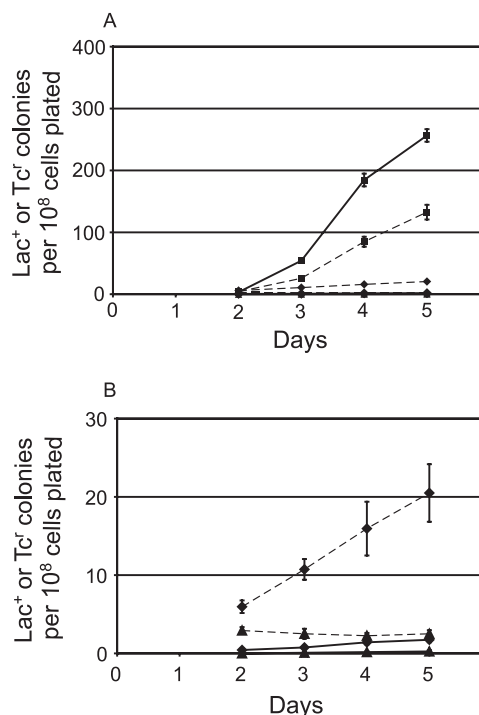 A
400
300
200
100
0
0 1 2 3 4 5
Days
Lac⁺ or Tcʳ colonies
per 10⁸ cells plated
B
30
20
10
0
0 1 2 3 4 5
Days
Lac⁺ or Tcʳ colonies
per 10⁸ cells plated